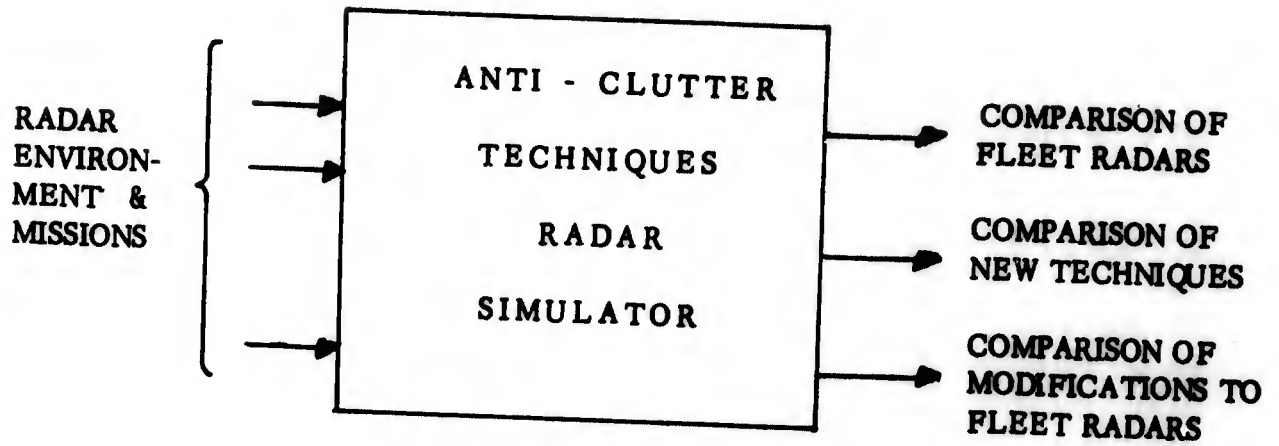 RADAR
ENVIRON-
MENT &
MISSIONS
ANTI - CLUTTER
TECHNIQUES
RADAR
SIMULATOR
COMPARISON OF
FLEET RADARS
COMPARISON OF
NEW TECHNIQUES
COMPARISON OF
MODIFICATIONS TO
FLEET RADARS